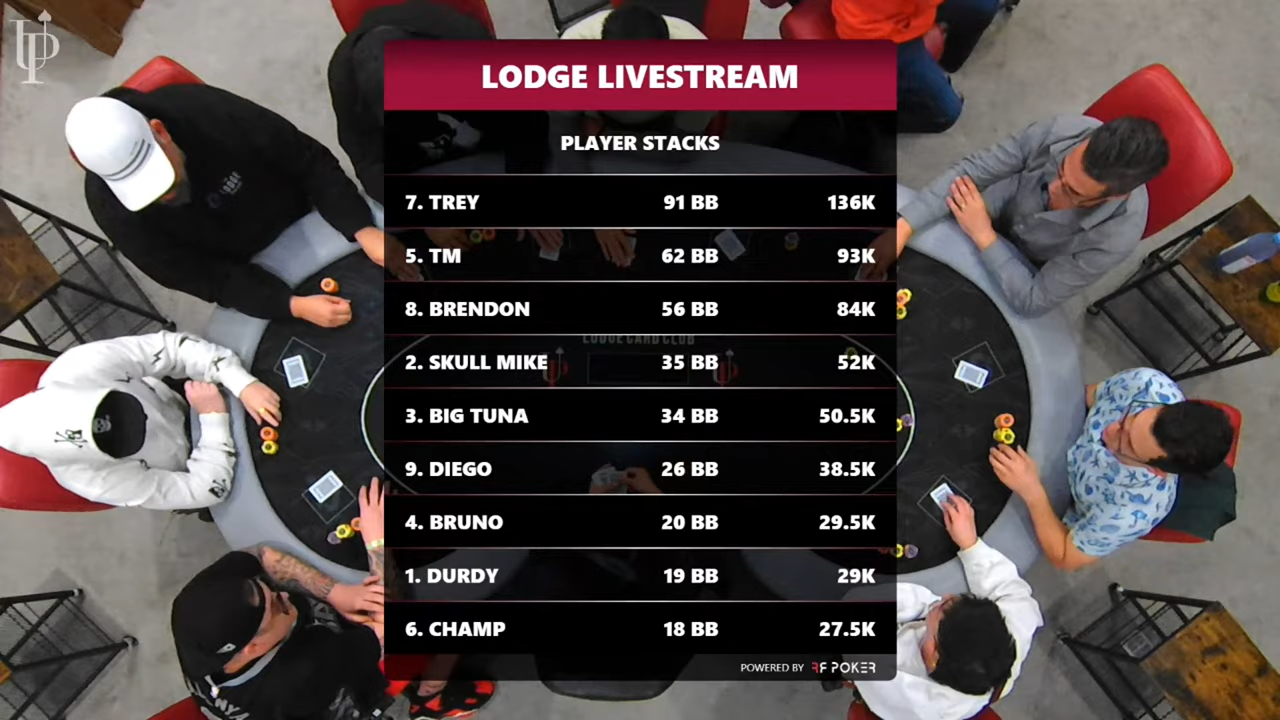 LODGE LIVESTREAM
PLAYER STACKS
7. TREY 91 BB 136K
5. TM 62 BB 93K
8. BRENDON 56 BB 84K
LODGE CARD CLUB
2. SKULL MIKE 35 BB 52K
3. BIG TUNA 34 BB 50.5K
9. DIEGO 26 BB 38.5K
4. BRUNO 20 BB 29.5K
1. DURDY 19 BB 29K
6. CHAMP 18 BB 27.5K
POWERED BY RF POKER